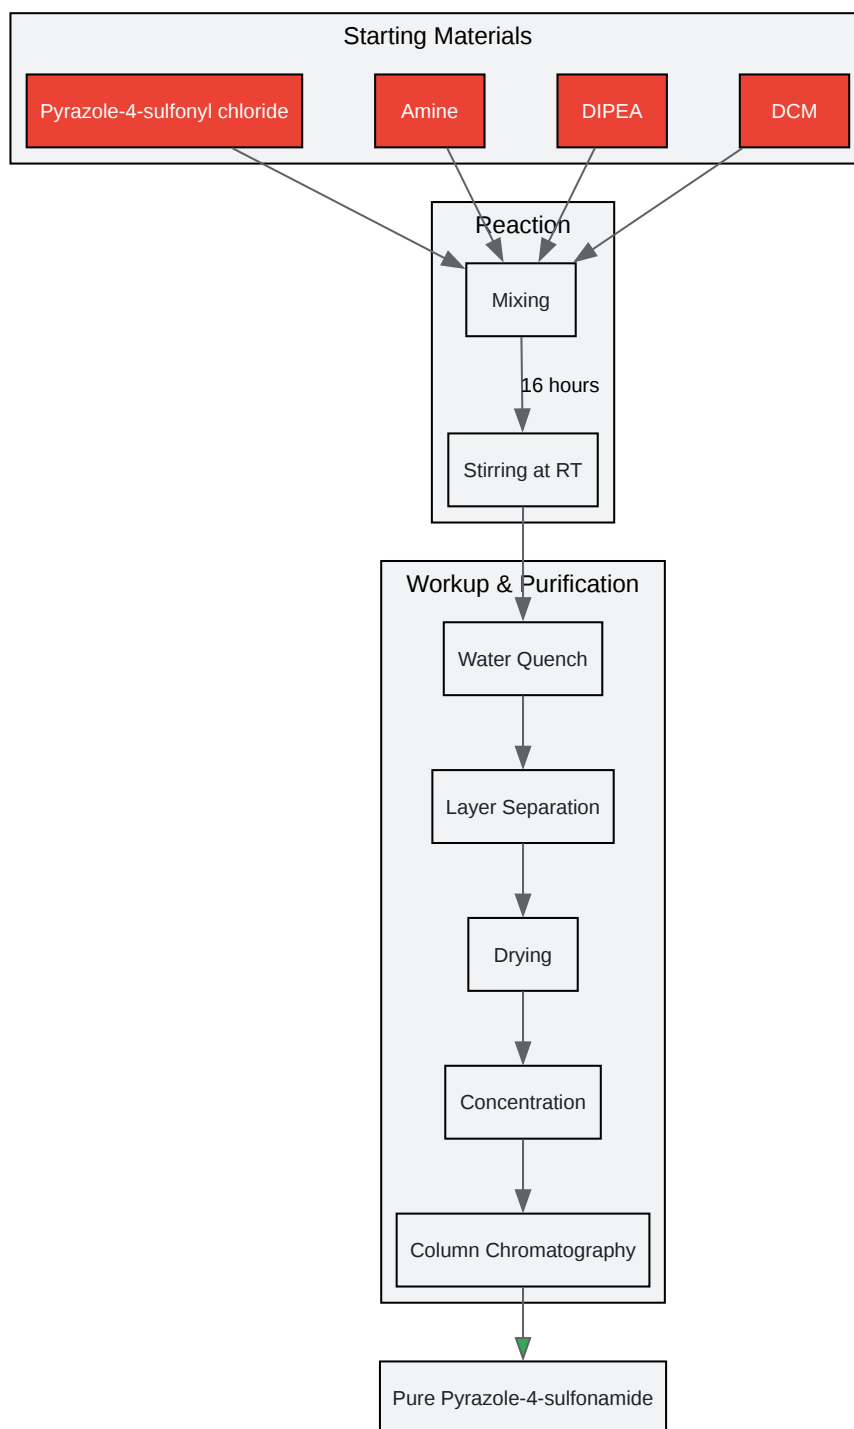 Starting Materials
Pyrazole-4-sulfonyl chloride
Amine
DIPEA
DCM
Reaction
Mixing
16 hours
Stirring at RT
Workup & Purification
Water Quench
Layer Separation
Drying
Concentration
Column Chromatography
Pure Pyrazole-4-sulfonamide